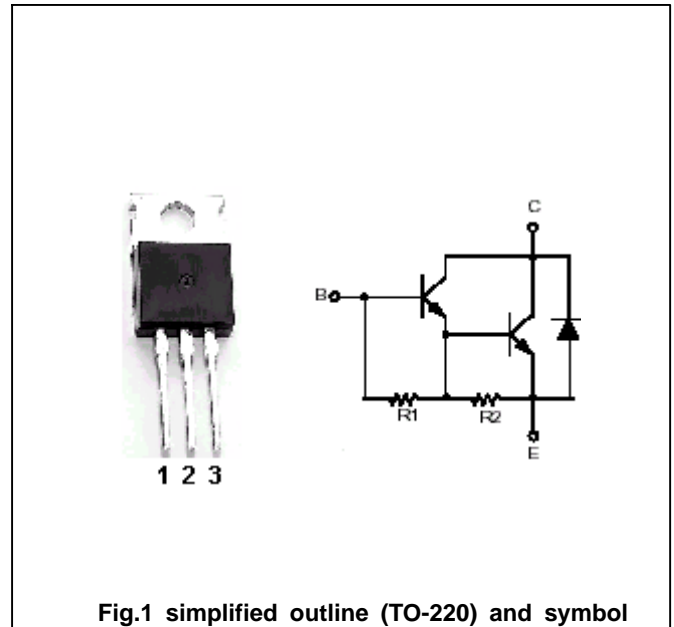 C
B
R1
R2
E
1 2 3
Fig.1 simplified outline (TO-220) and symbol